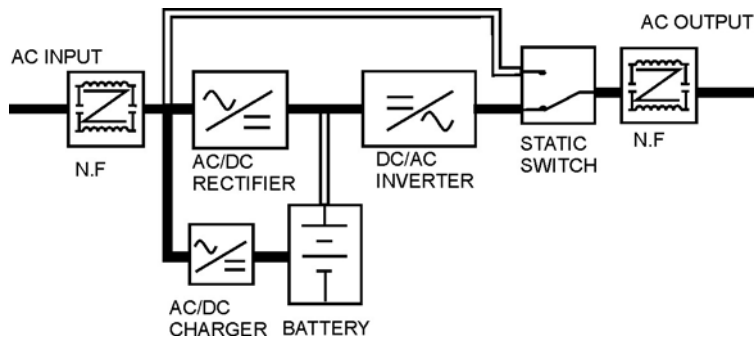 AC INPUT
AC OUTPUT
N.F
AC/DC
RECTIFIER
DC/AC
INVERTER
STATIC
SWITCH
N.F
AC/DC
CHARGER
BATTERY